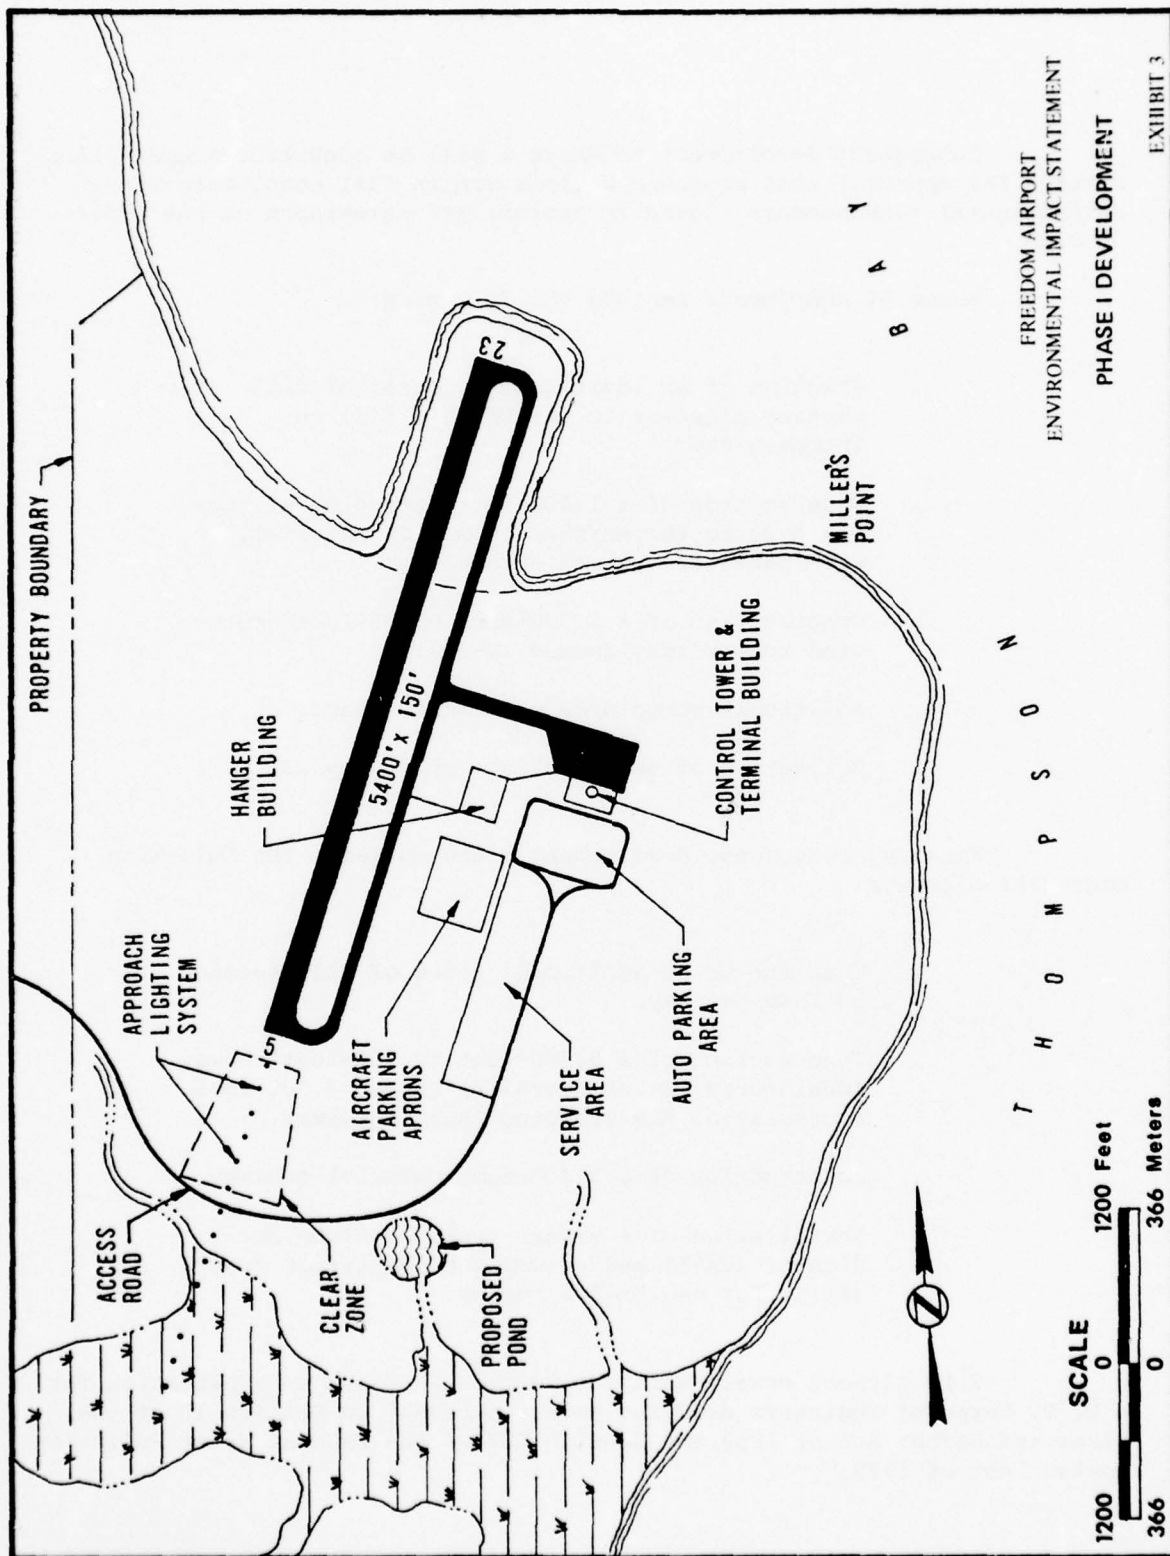 PROPERTY BOUNDARY
APPROACH
LIGHTING
SYSTEM
ACCESS
ROAD
HANGER
BUILDING
5
23
5400' x 150'
CLEAR
ZONE
AIRCRAFT
PARKING
APRONS
PROPOSED
POND
SERVICE
AREA
AUTO PARKING
AREA
CONTROL TOWER &
TERMINAL BUILDING
MILLER'S
POINT
THOMPSON BAY
N
SCALE
1200 0 1200 Feet
366 0 366 Meters
FREEDOM AIRPORT
ENVIRONMENTAL IMPACT STATEMENT
PHASE I DEVELOPMENT
EXHIBIT 3